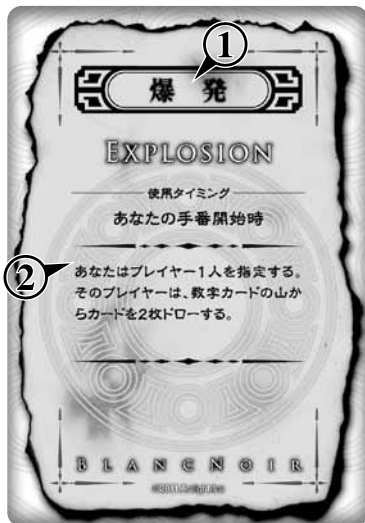 ①
爆発
EXPLOSION
使用タイミング
あなたの手番開始時
②
あなたはプレイヤー1人を指定する。
そのプレイヤーは、数字カードの山か
らカードを2枚ドローする。
BLANCNOIR